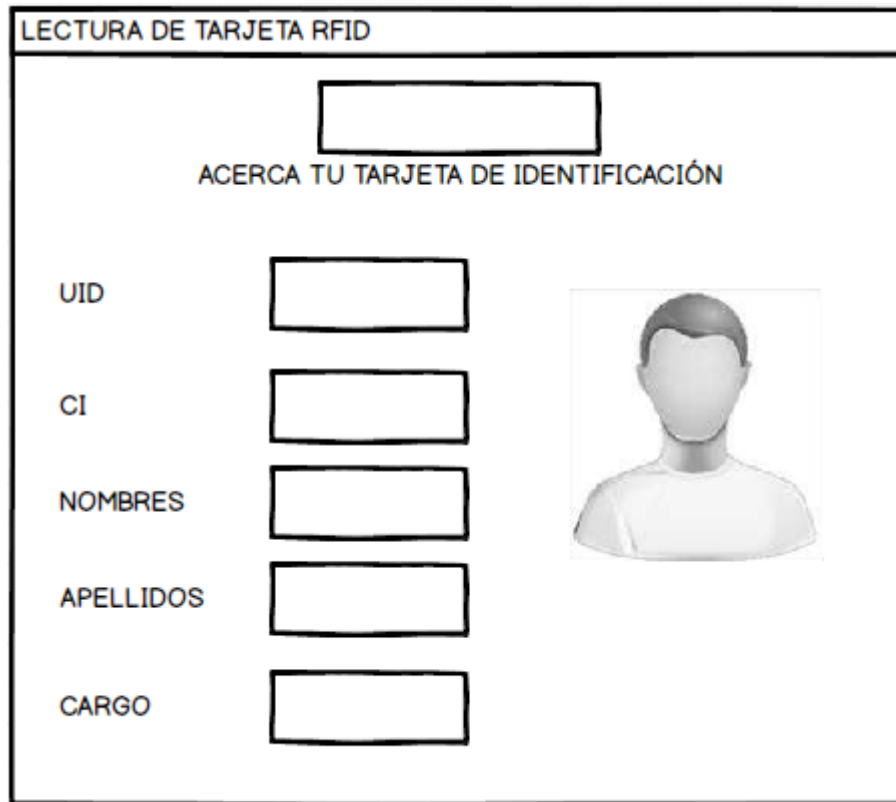 LECTURA DE TARJETA RFID
ACERCA TU TARJETA DE IDENTIFICACIÓN
UID
CI
NOMBRES
APELLIDOS
CARGO